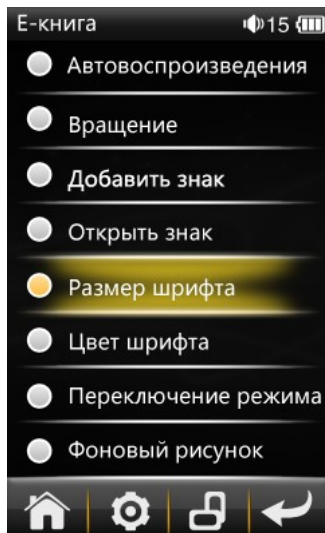 Е-книга 15
Автовоспроизведения
Вращение
Добавить знак
Открыть знак
Размер шрифта
Цвет шрифта
Переключение режима
Фоновый рисунок